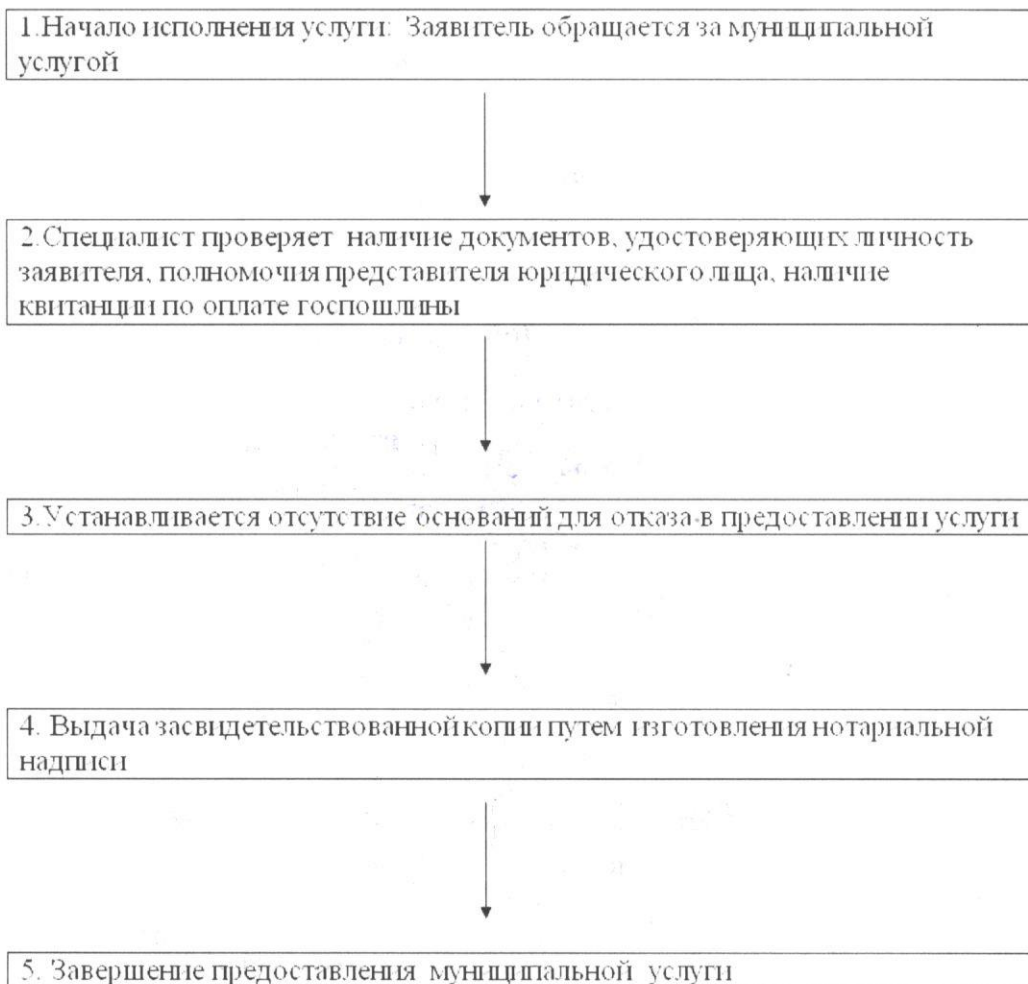 1.Начало исполнения услуги: Заявитель обращается за муниципальной
услугой
2.Специалист проверяет наличие документов, удостоверяющих личность
заявителя, полномочия представителя юридического лица, наличие
квитанции по оплате госпошлины
3.Устанавливается отсутствие оснований для отказа в предоставлении услуги
4. Выдача засвидетельствованной копии путем изготовления нотариальной
надписи
5. Завершение предоставления муниципальной услуги